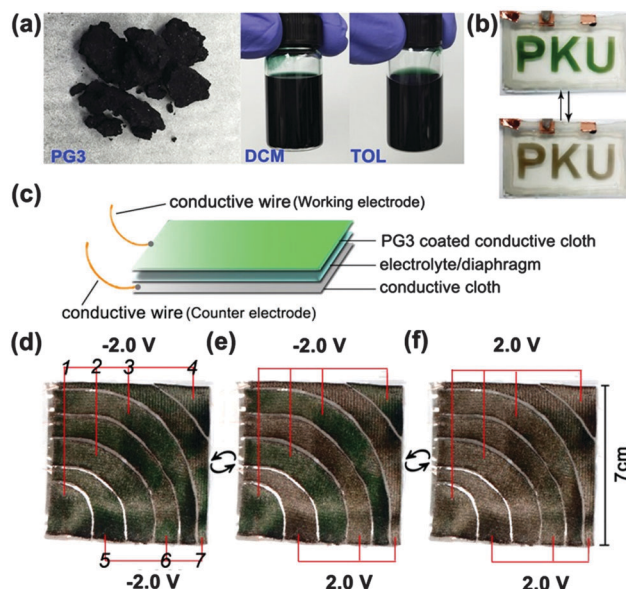 (a)
PG3
DCM
TOL
(b)
PKU
PKU
(c)
conductive wire (Working electrode)
PG3 coated conductive cloth
electrolyte/diaphragm
conductive cloth
conductive wire (Counter electrode)
(d)
-2.0 V
1
2
3
4
5
6
7
-2.0 V
(e)
-2.0 V
2.0 V
(f)
2.0 V
2.0 V
7cm